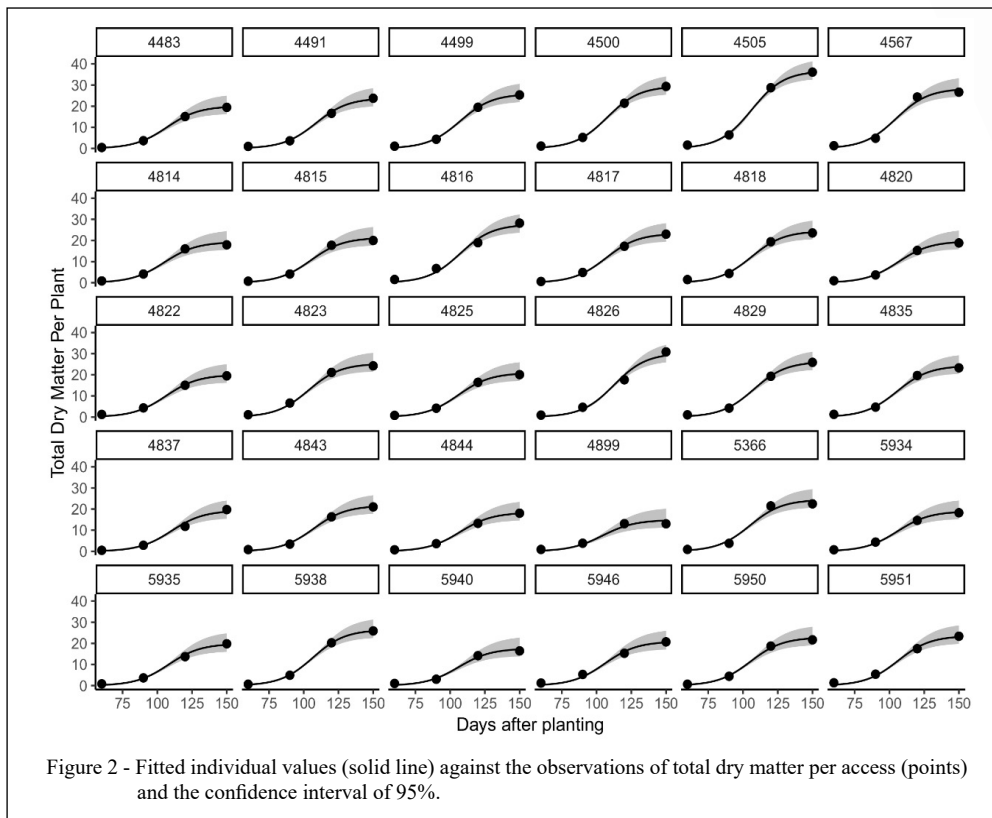 4483 4491 4499 4500 4505 4567
40
30
20
10
0
4814 4815 4816 4817 4818 4820
40
30
20
10
0
4822 4823 4825 4826 4829 4835
40
30
20
10
0
4837 4843 4844 4899 5366 5934
40
30
20
10
0
5935 5938 5940 5946 5950 5951
40
30
20
10
0
Total Dry Matter Per Plant
75 100 125 150 75 100 125 150 75 100 125 150 75 100 125 150 75 100 125 150 75 100 125 150
Days after planting
Figure 2 - Fitted individual values (solid line) against the observations of total dry matter per access (points)
and the confidence interval of 95%.